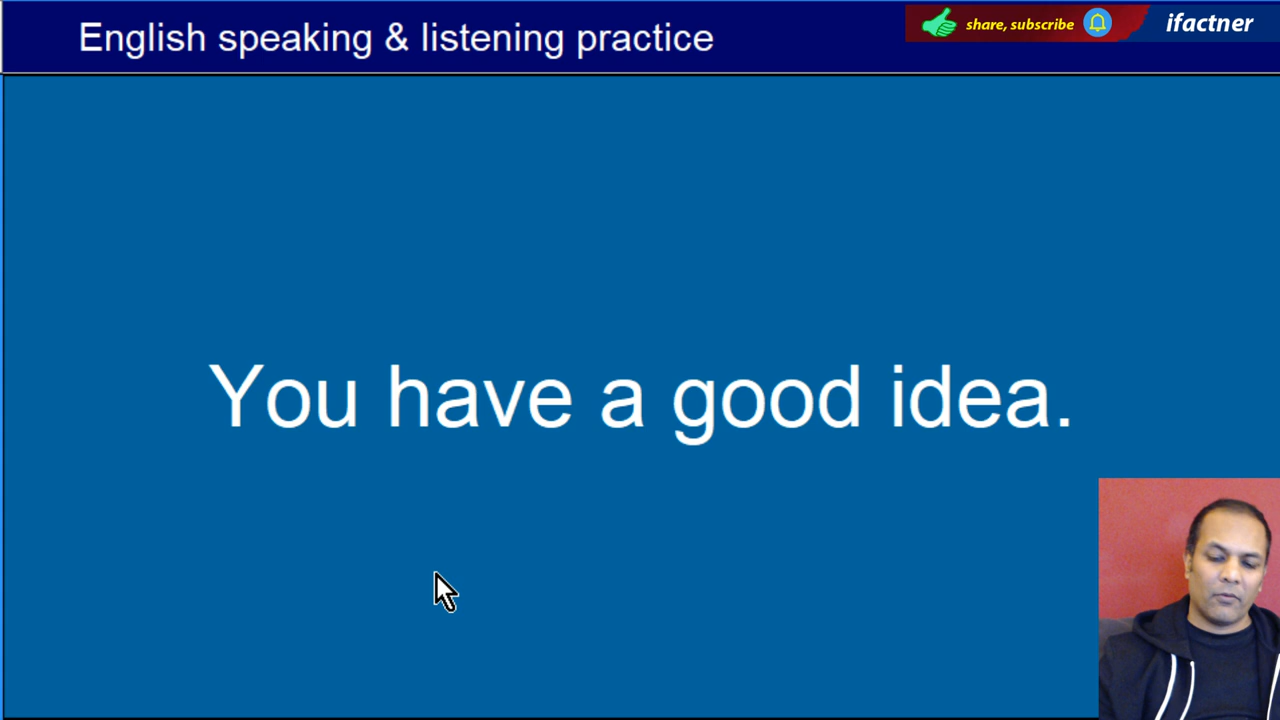 English speaking & listening practice
share, subscribe
ifactner
You have a good idea.